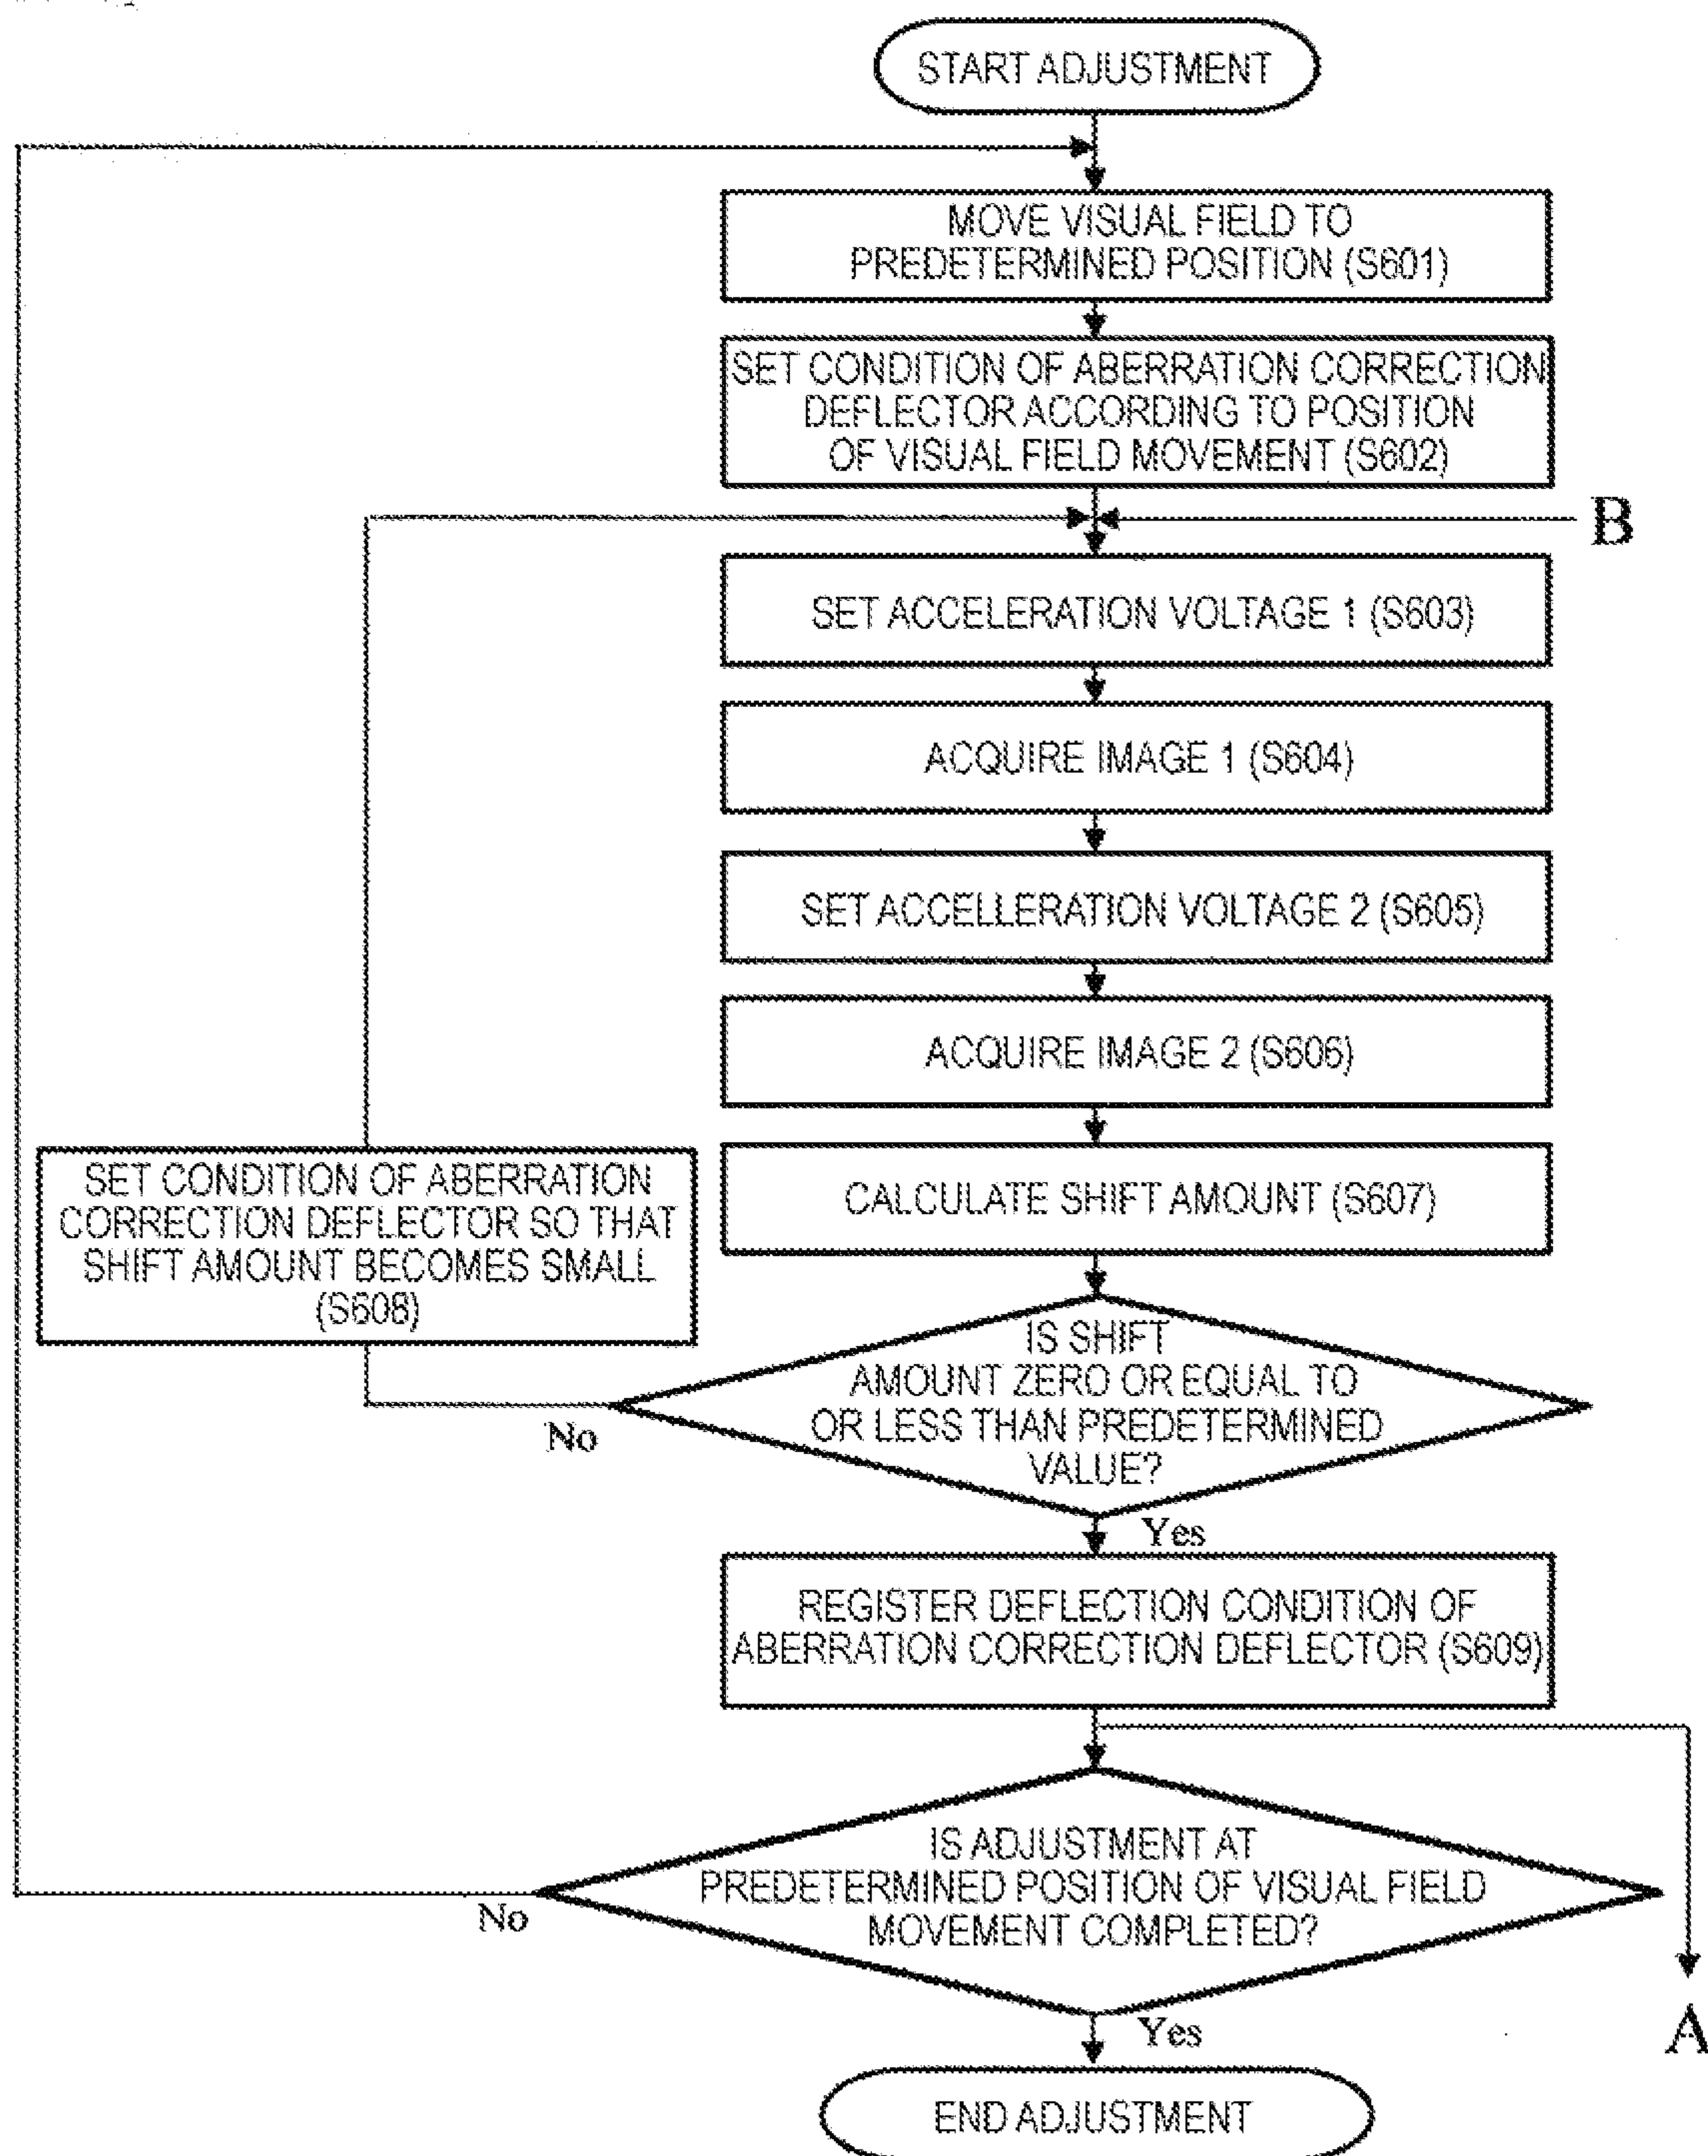 START ADJUSTMENT
MOVE VISUAL FIELD TO
PREDETERMINED POSITION (S601)
SET CONDITION OF ABERRATION CORRECTION
DEFLECTOR ACCORDING TO POSITION
OF VISUAL FIELD MOVEMENT (S602)
B
SET ACCELERATION VOLTAGE 1 (S603)
ACQUIRE IMAGE 1 (S604)
SET ACCELLERATION VOLTAGE 2 (S605)
ACQUIRE IMAGE 2 (S606)
CALCULATE SHIFT AMOUNT (S607)
SET CONDITION OF ABERRATION
CORRECTION DEFLECTOR SO THAT
SHIFT AMOUNT BECOMES SMALL
(S608)
IS SHIFT
AMOUNT ZERO OR EQUAL TO
OR LESS THAN PREDETERMINED
VALUE?
No
Yes
REGISTER DEFLECTION CONDITION OF
ABERRATION CORRECTION DEFLECTOR (S609)
IS ADJUSTMENT AT
PREDETERMINED POSITION OF VISUAL FIELD
MOVEMENT COMPLETED?
No
Yes
A
END ADJUSTMENT